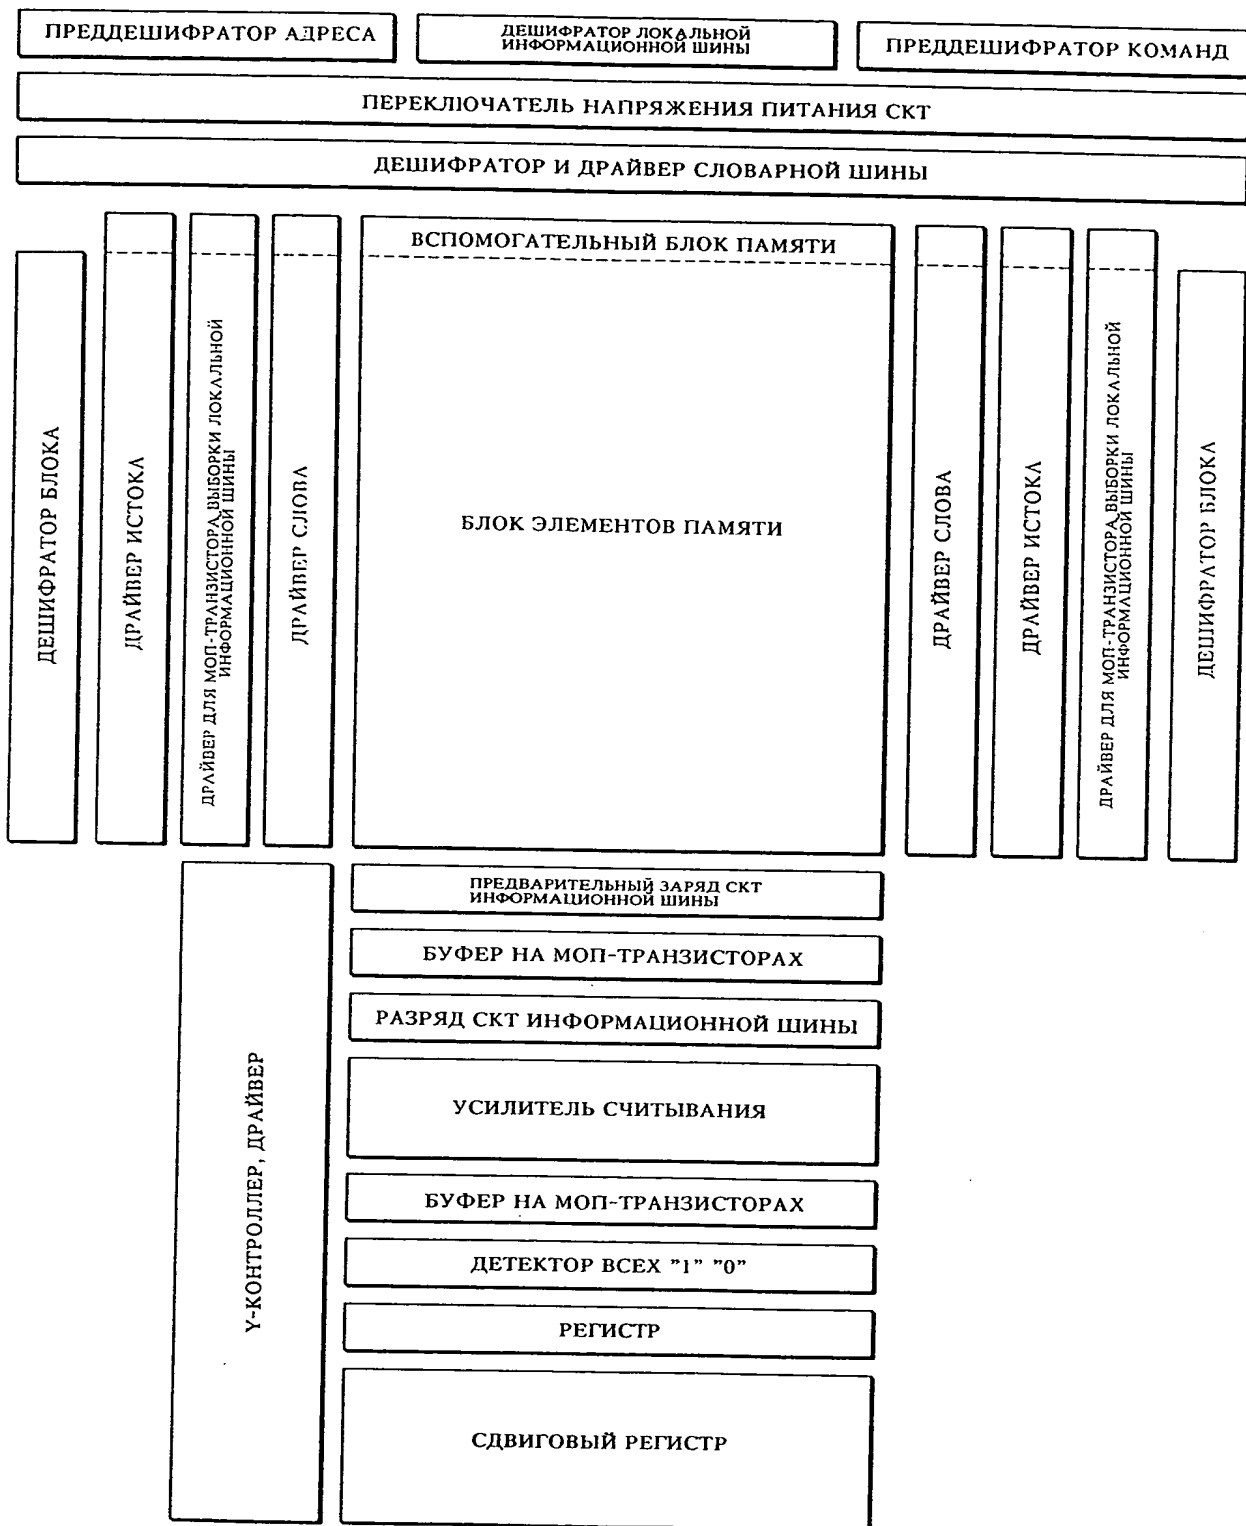 ПРЕДДЕШИФРАТОР АДРЕСА
ДЕШИФРАТОР ЛОКАЛЬНОЙ
ИНФОРМАЦИОННОЙ ШИНЫ
ПРЕДДЕШИФРАТОР КОМАНД
ПЕРЕКЛЮЧАТЕЛЬ НАПРЯЖЕНИЯ ПИТАНИЯ СКТ
ДЕШИФРАТОР И ДРАЙВЕР СЛОВАРНОЙ ШИНЫ
ДЕШИФРАТОР БЛОКА
ДРАЙВЕР ИСТОКА
ДРАЙВЕР ДЛЯ МОП-ТРАНЗИСТОРА ВЫБОРКИ ЛОКАЛЬНОЙ
ИНФОРМАЦИОННОЙ ШИНЫ
ДРАЙВЕР СЛОВА
ВСПОМОГАТЕЛЬНЫЙ БЛОК ПАМЯТИ
БЛОК ЭЛЕМЕНТОВ ПАМЯТИ
ДРАЙВЕР СЛОВА
ДРАЙВЕР ИСТОКА
ДРАЙВЕР ДЛЯ МОП-ТРАНЗИСТОРА ВЫБОРКИ ЛОКАЛЬНОЙ
ИНФОРМАЦИОННОЙ ШИНЫ
ДЕШИФРАТОР БЛОКА
Y-КОНТРОЛЛЕР, ДРАЙВЕР
ПРЕДВАРИТЕЛЬНЫЙ ЗАРЯД СКТ
ИНФОРМАЦИОННОЙ ШИНЫ
БУФЕР НА МОП-ТРАНЗИСТОРАХ
РАЗРЯД СКТ ИНФОРМАЦИОННОЙ ШИНЫ
УСИЛИТЕЛЬ СЧИТЫВАНИЯ
БУФЕР НА МОП-ТРАНЗИСТОРАХ
ДЕТЕКТОР ВСЕХ "1" "0"
РЕГИСТР
СДВИГОВЫЙ РЕГИСТР